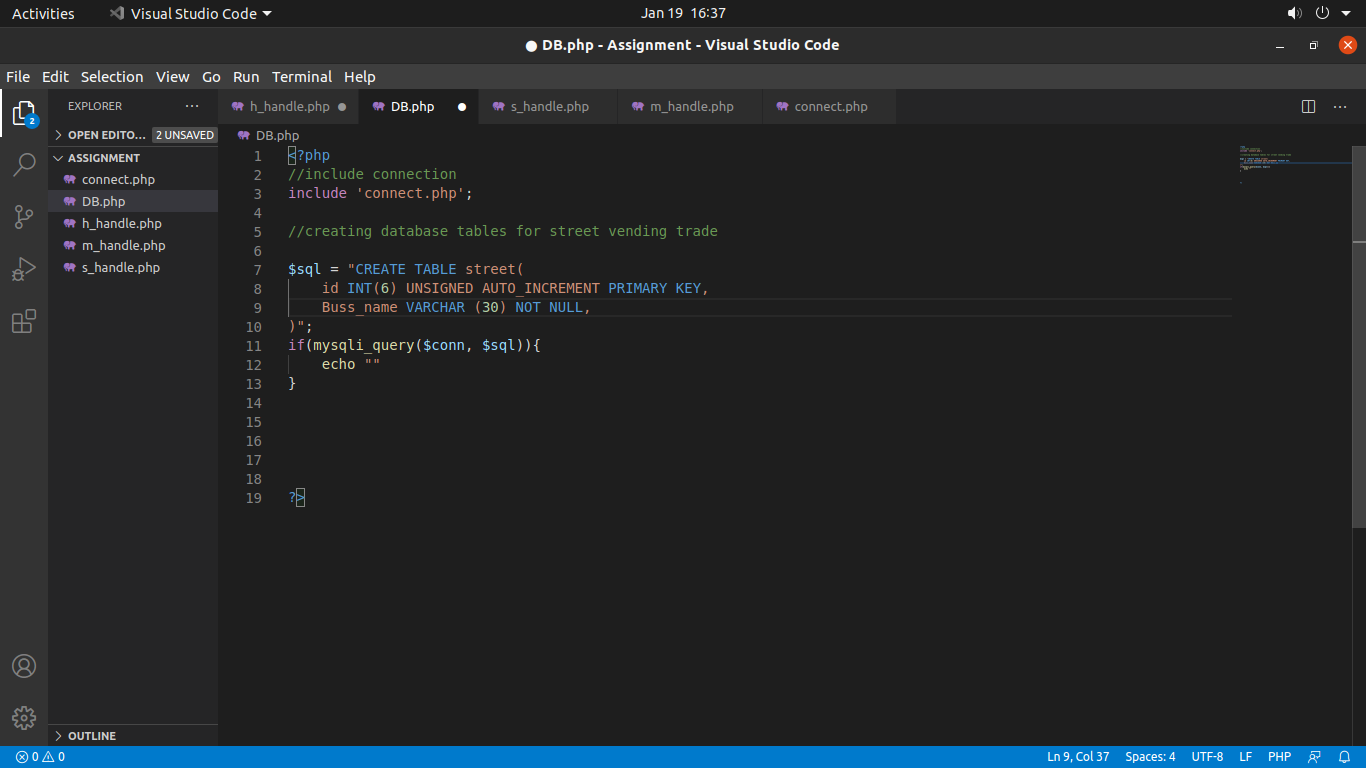 Activities Visual Studio Code Jan 19 16:37
● DB.php - Assignment - Visual Studio Code
File Edit Selection View Go Run Terminal Help
EXPLORER ··· h_handle.php ● DB.php ● s_handle.php m_handle.php connect.php ···
OPEN EDITO... 2 UNSAVED
DB.php
ASSIGNMENT
connect.php
DB.php
h_handle.php
m_handle.php
s_handle.php
2
1 <?php
2 //include connection
3 include 'connect.php';
4
5 //creating database tables for street vending trade
6
7 $sql = "CREATE TABLE street(
8     id INT(6) UNSIGNED AUTO_INCREMENT PRIMARY KEY,
9     Buss_name VARCHAR (30) NOT NULL,
10 )";
11 if(mysqli_query($conn, $sql)){
12     echo ""
13 }
14
15
16
17
18
19 ?>
OUTLINE
0 0 Ln 9, Col 37 Spaces: 4 UTF-8 LF PHP